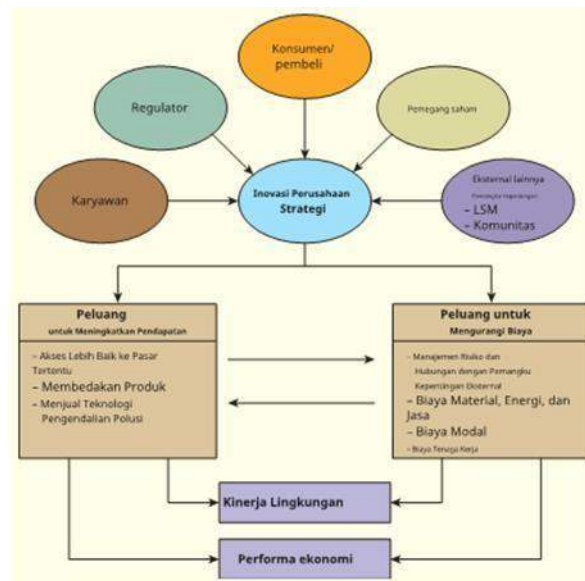 Konsumen/
pembeli
Regulator
Pemegang saham
Karyawan
Inovasi Perusahaan
Strategi
Eksternal lainnya
Pemangku Kepentingan
– LSM
– Komunitas
Peluang
untuk Meningkatkan Pendapatan
– Akses Lebih Baik ke Pasar
Tertentu
– Membedakan Produk
– Menjual Teknologi
Pengendalian Polusi
Peluang untuk
Mengurangi Biaya
– Manajemen Risiko dan
Hubungan dengan Pemangku
Kepentingan Eksternal
– Biaya Material, Energi, dan
Jasa
– Biaya Modal
– Biaya Tenaga Kerja
Kinerja Lingkungan
Performa ekonomi